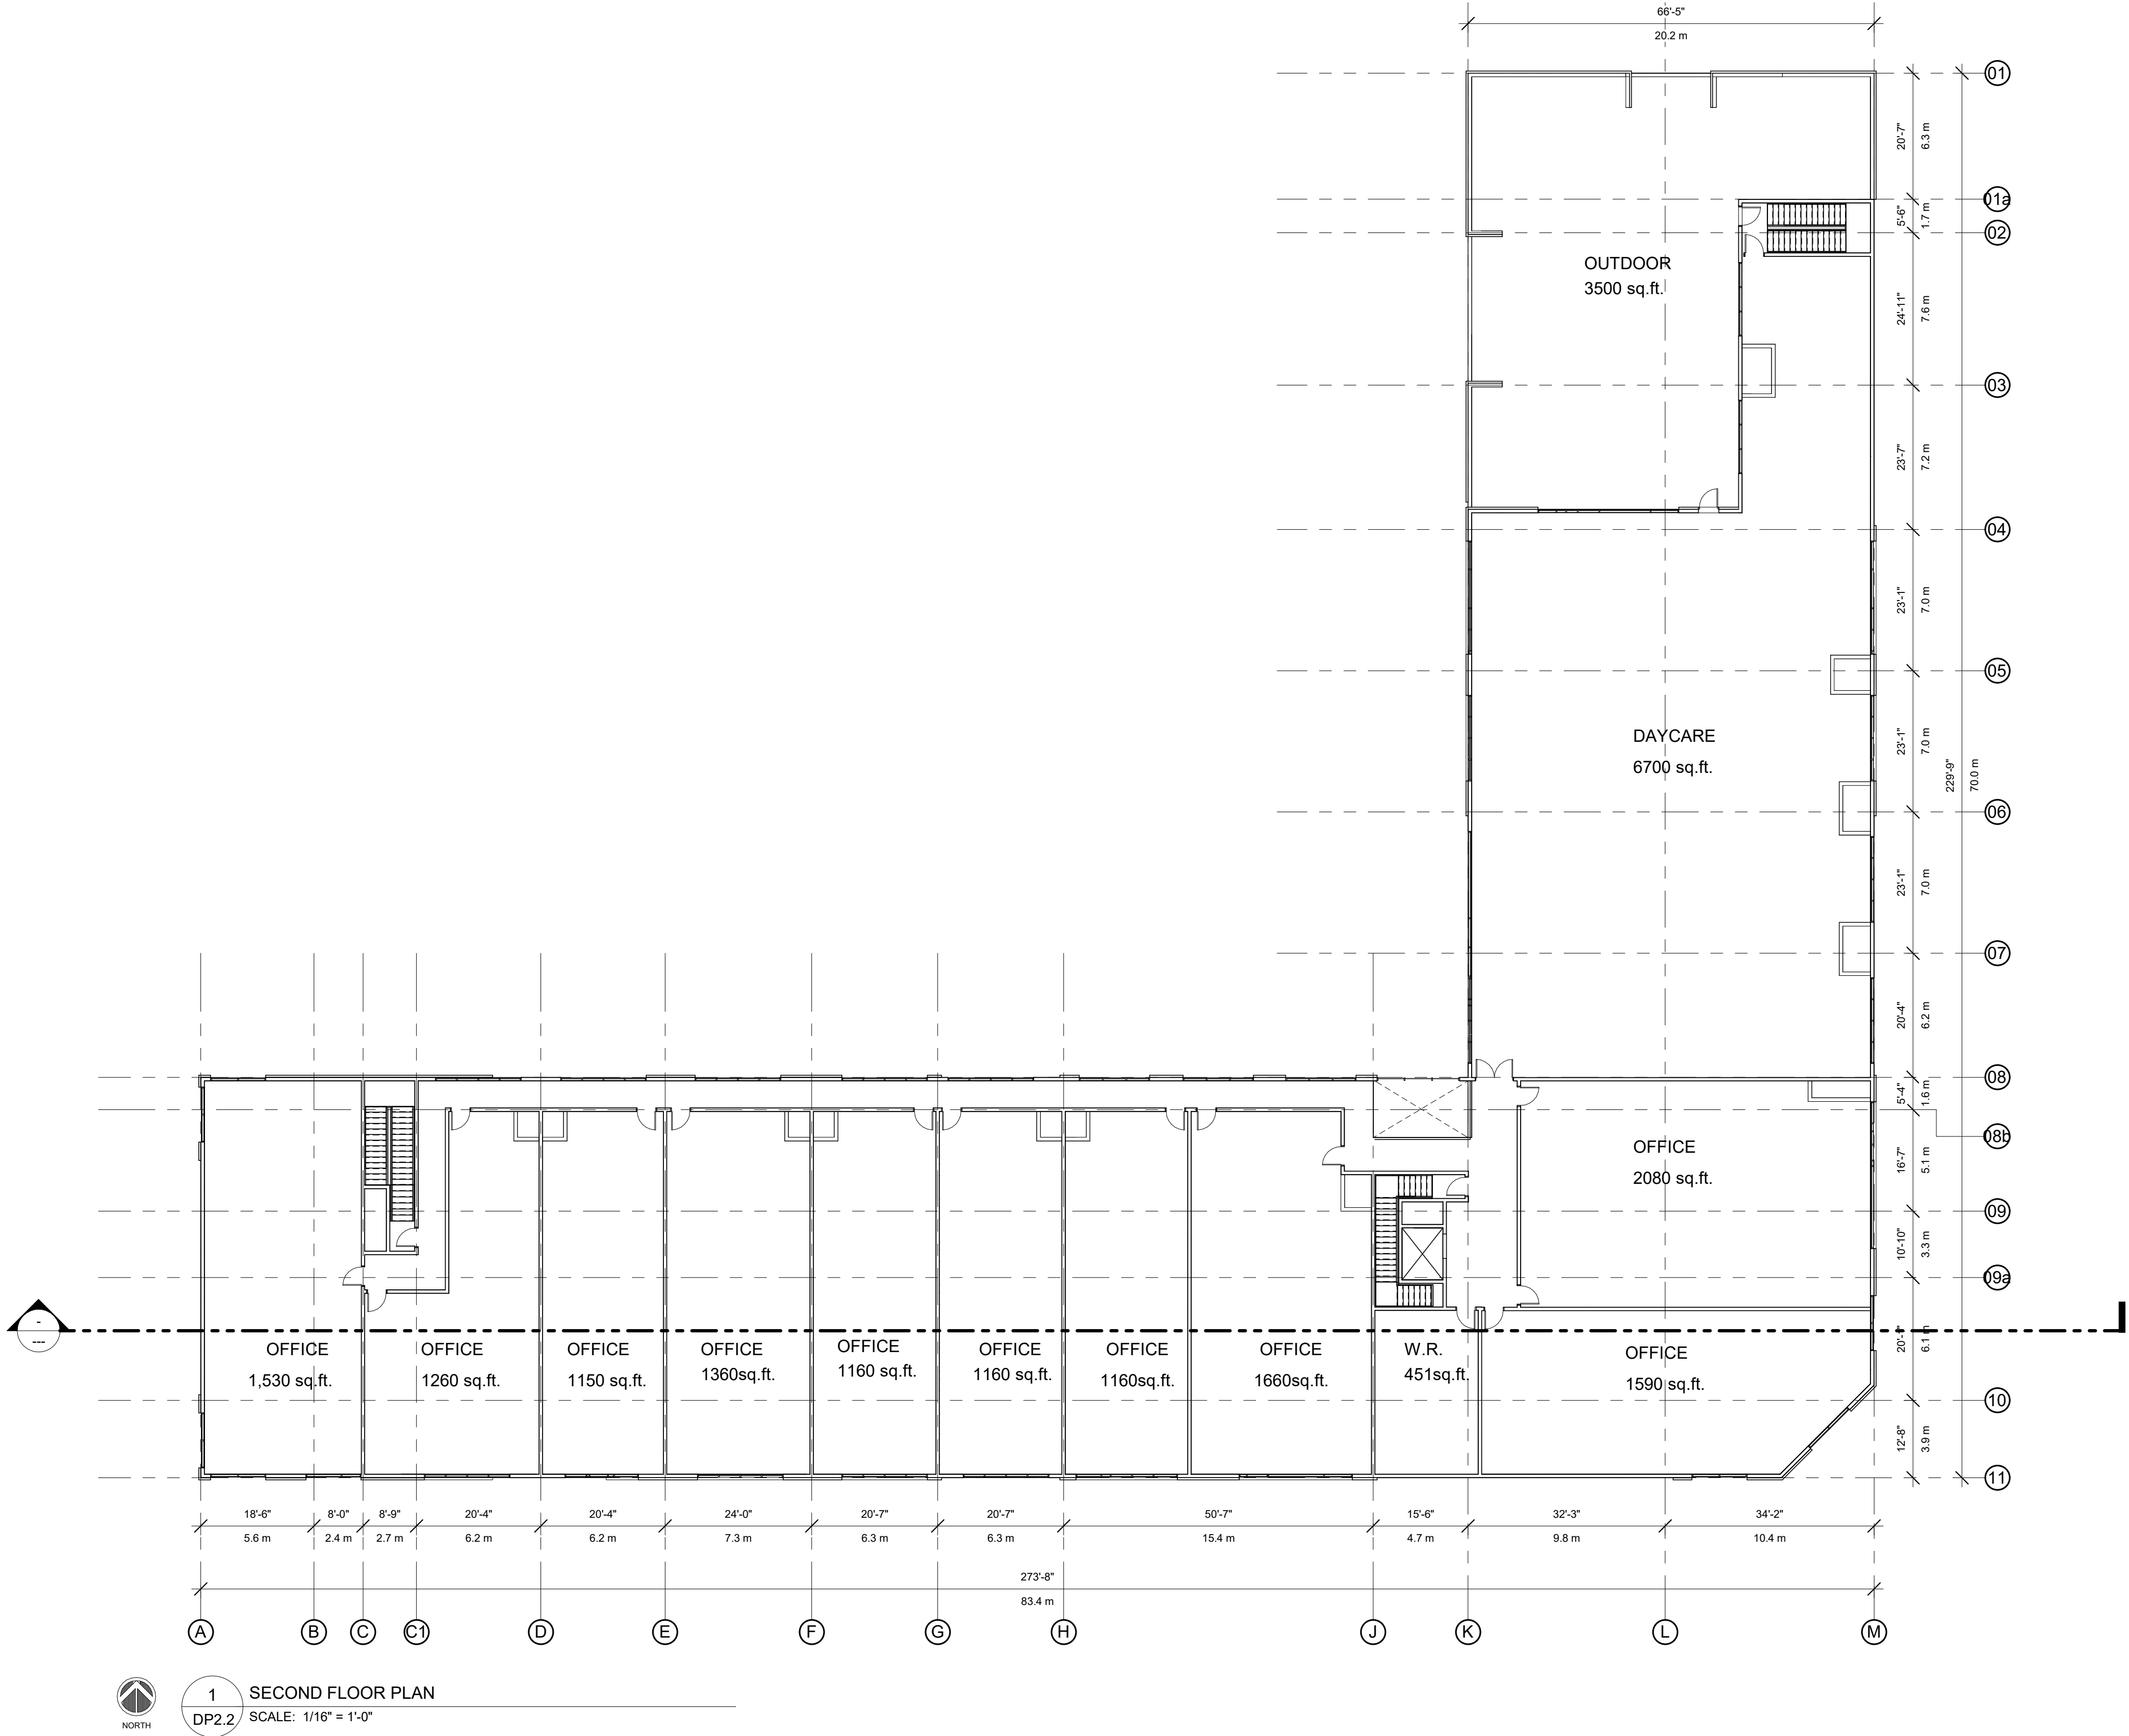 66'-5"
20.2 m
01
20'-7"
6.3 m
01a
5'-6"
1.7 m
02
OUTDOOR
3500 sq.ft.
24'-11"
7.6 m
03
23'-7"
7.2 m
04
23'-1"
7.0 m
05
DAYCARE
6700 sq.ft.
23'-1"
7.0 m
229'-9"
70.0 m
06
23'-1"
7.0 m
07
20'-4"
6.2 m
08
5'-4"
1.6 m
08b
OFFICE
2080 sq.ft.
16'-7"
5.1 m
09
10'-10"
3.3 m
09a
-
---
20'-1"
6.1 m
OFFICE
1,530 sq.ft.
OFFICE
1260 sq.ft.
OFFICE
1150 sq.ft.
OFFICE
1360sq.ft.
OFFICE
1160 sq.ft.
OFFICE
1160 sq.ft.
OFFICE
1160sq.ft.
OFFICE
1660sq.ft.
W.R.
451sq.ft.
OFFICE
1590 sq.ft.
10
12'-8"
3.9 m
11
18'-6" 8'-0" 8'-9" 20'-4" 20'-4" 24'-0" 20'-7" 20'-7" 50'-7" 15'-6" 32'-3" 34'-2"
5.6 m 2.4 m 2.7 m 6.2 m 6.2 m 7.3 m 6.3 m 6.3 m 15.4 m 4.7 m 9.8 m 10.4 m
273'-8"
83.4 m
A B C C1 D E F G H J K L M
NORTH
1
DP2.2
SECOND FLOOR PLAN
SCALE: 1/16" = 1'-0"